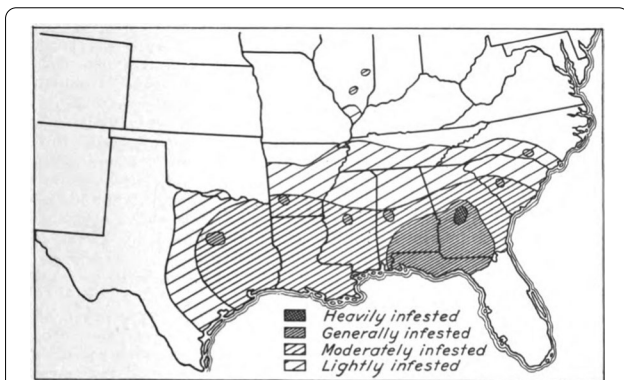 Heavily infested
Generally infested
Moderately infested
Lightly infested